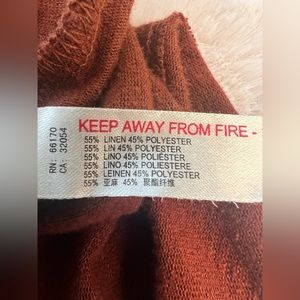 KEEP AWAY FROM FIRE -
55% LINEN 45% POLYESTER
55% LIN 45% POLYESTER
55% LINO 45% POLIÉSTER
55% LINO 45% POLIESTERE
55% LEINEN 45% POLYESTER
55% 亚麻 45% 聚酯纤维
RN: 66170
CA: 32054